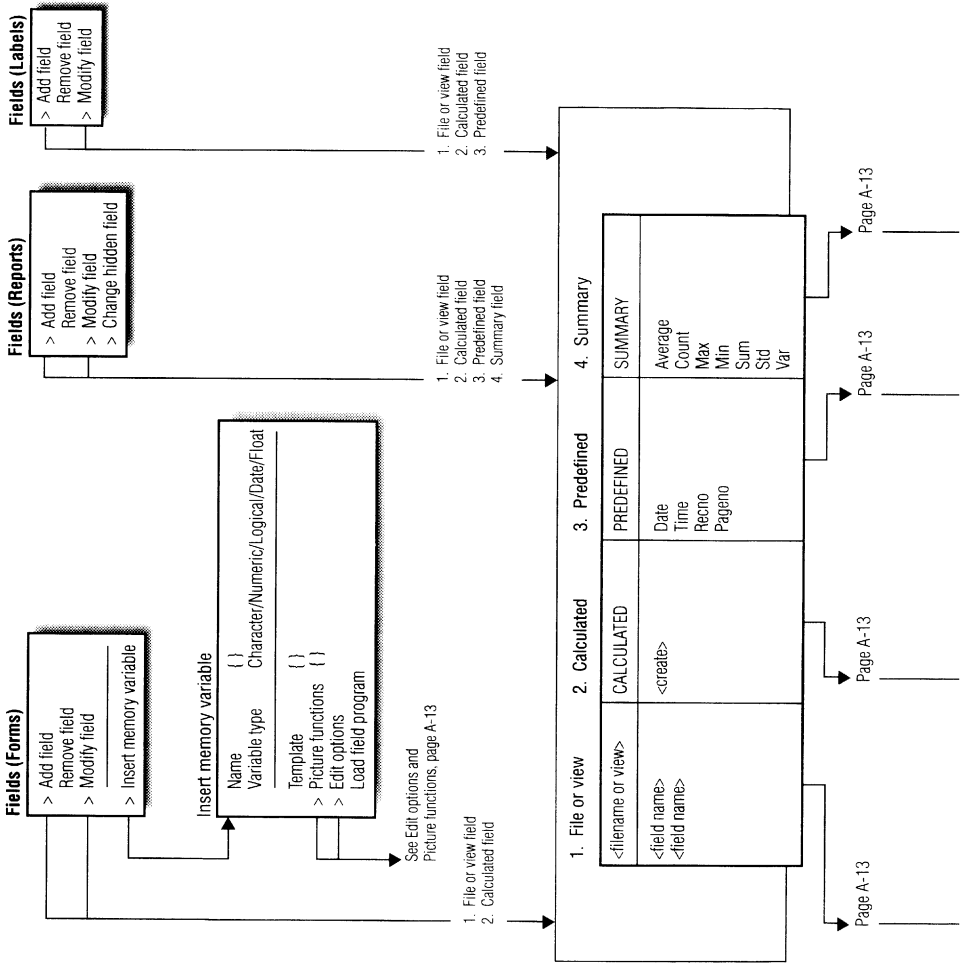 Fields (Forms)
> Add field
Remove field
> Modify field
> Insert memory variable
Insert memory variable
Name { }
Variable type Character/Numeric/Logical/Date/Float
Template { }
> Picture functions { }
> Edit options
Load field program
See Edit options and
Picture functions, page A-13
1. File or view field
2. Calculated field
Fields (Reports)
> Add field
Remove field
> Modify field
> Change hidden field
1. File or view field
2. Calculated field
3. Predefined field
4. Summary field
Fields (Labels)
> Add field
Remove field
> Modify field
1. File or view field
2. Calculated field
3. Predefined field
1. File or view
<filename or view>
<field name>
<field name>
2. Calculated
CALCULATED
<create>
3. Predefined
PREDEFINED
Date
Time
Recno
Pageno
4. Summary
SUMMARY
Average
Count
Max
Min
Sum
Std
Var
Page A-13
Page A-13
Page A-13
Page A-13